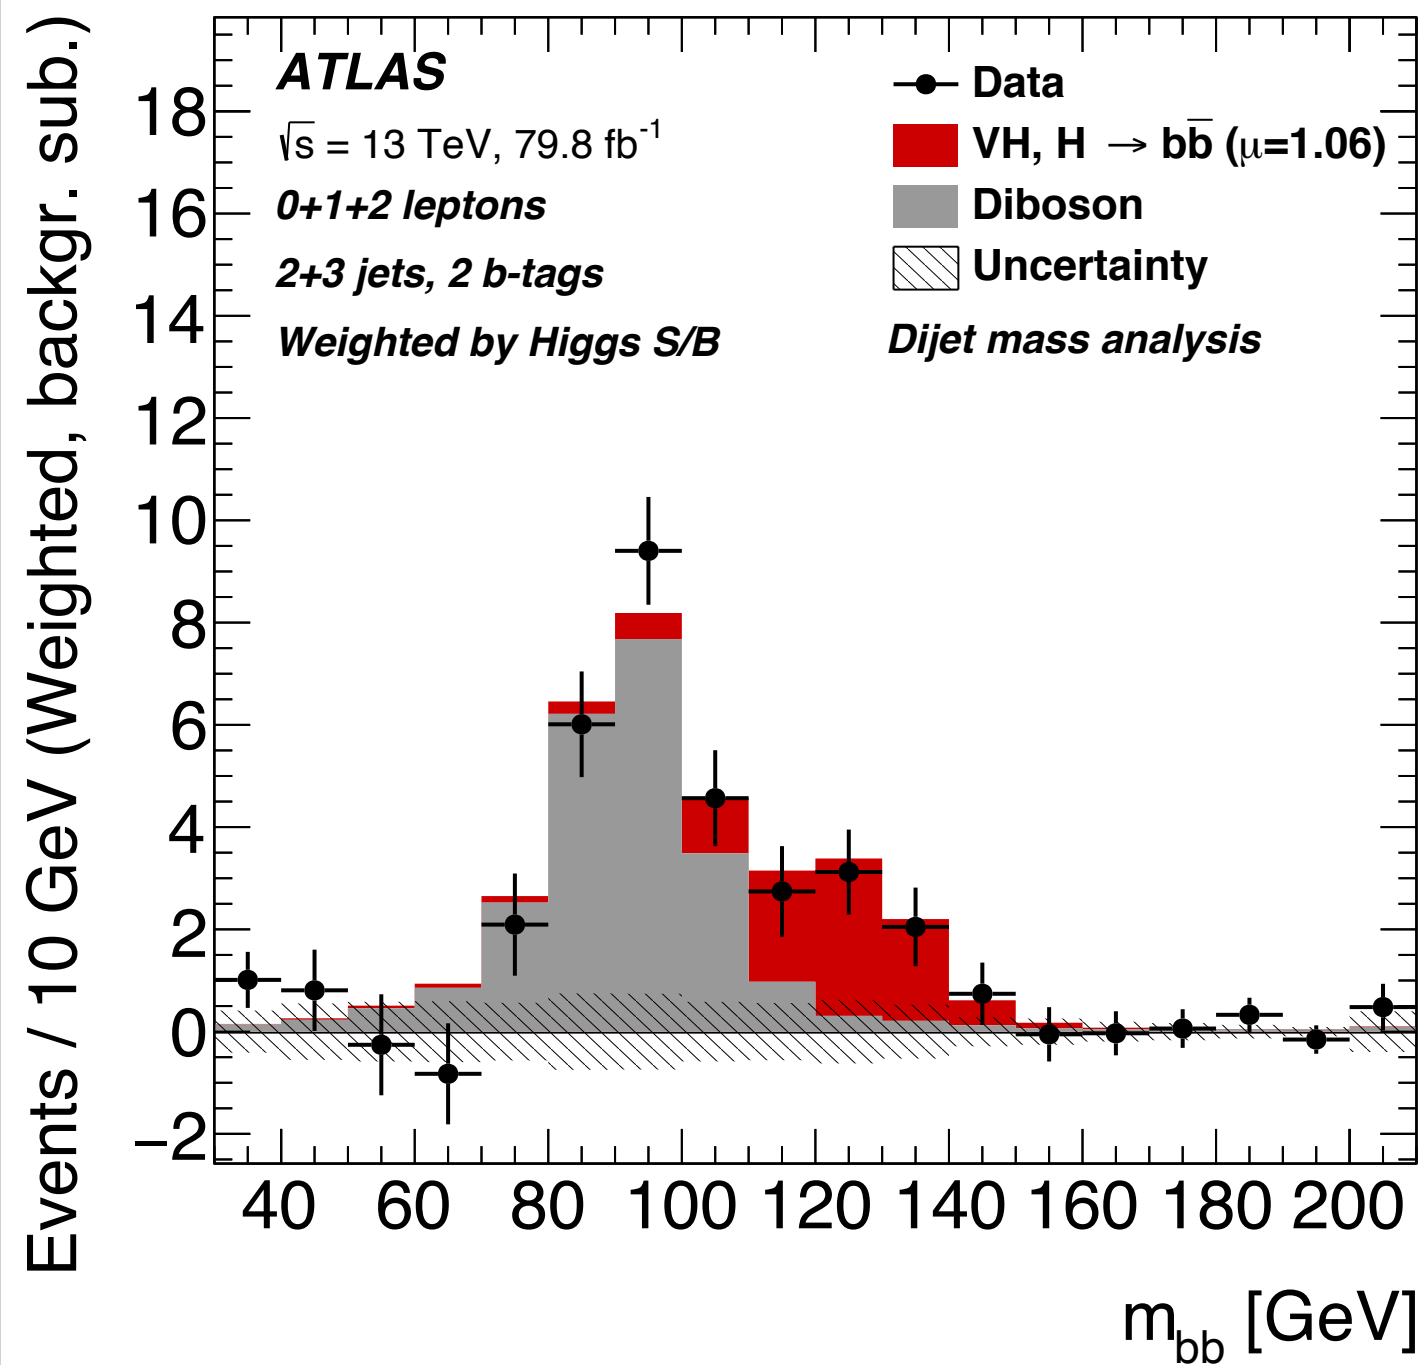 Events / 10 GeV (Weighted, backgr. sub.)
18
16
14
12
10
8
6
4
2
0
−2
ATLAS
√s = 13 TeV, 79.8 fb⁻¹
0+1+2 leptons
2+3 jets, 2 b-tags
Weighted by Higgs S/B
Data
VH, H → bb̅ (μ=1.06)
Diboson
Uncertainty
Dijet mass analysis
40 60 80 100 120 140 160 180 200
m_bb [GeV]